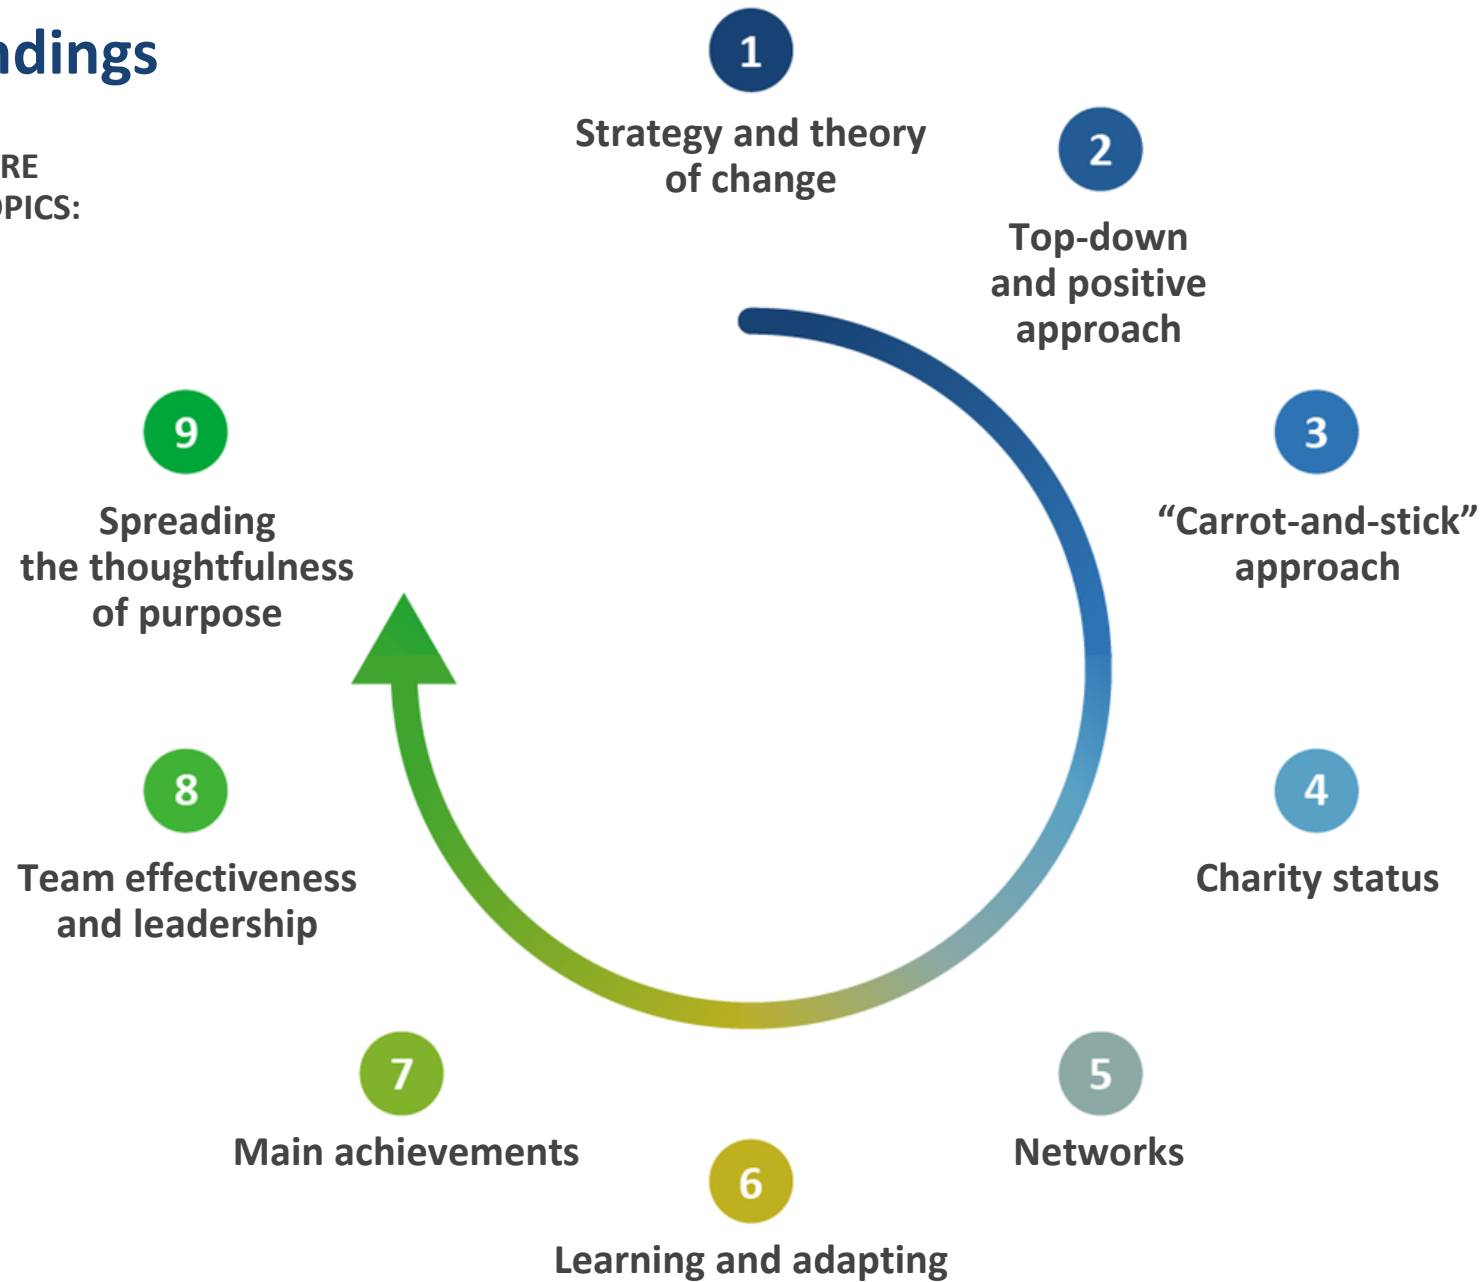 ndings
RE
OPICS:
1
Strategy and theory
of change
2
Top-down
and positive
approach
3
“Carrot-and-stick”
approach
4
Charity status
5
Networks
6
Learning and adapting
7
Main achievements
8
Team effectiveness
and leadership
9
Spreading
the thoughtfulness
of purpose